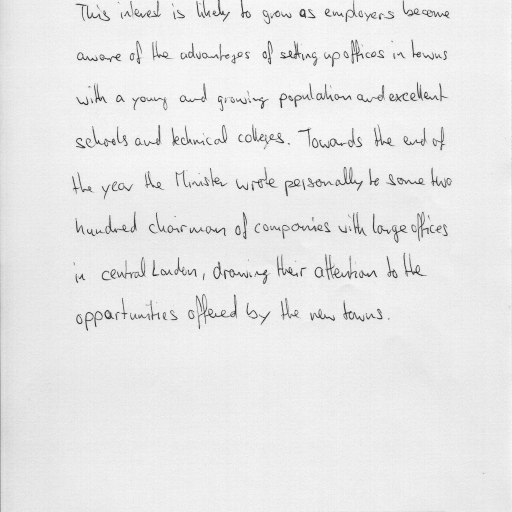 This interest is likely to grow as employers become
aware of the advantages of setting up offices in towns
with a young and growing population and excellent
schools and technical colleges. Towards the end of
the year the Minister wrote personally to some two
hundred chairman of companies with large offices
in central London, drawing their attention to the
opportunities offered by the new towns.